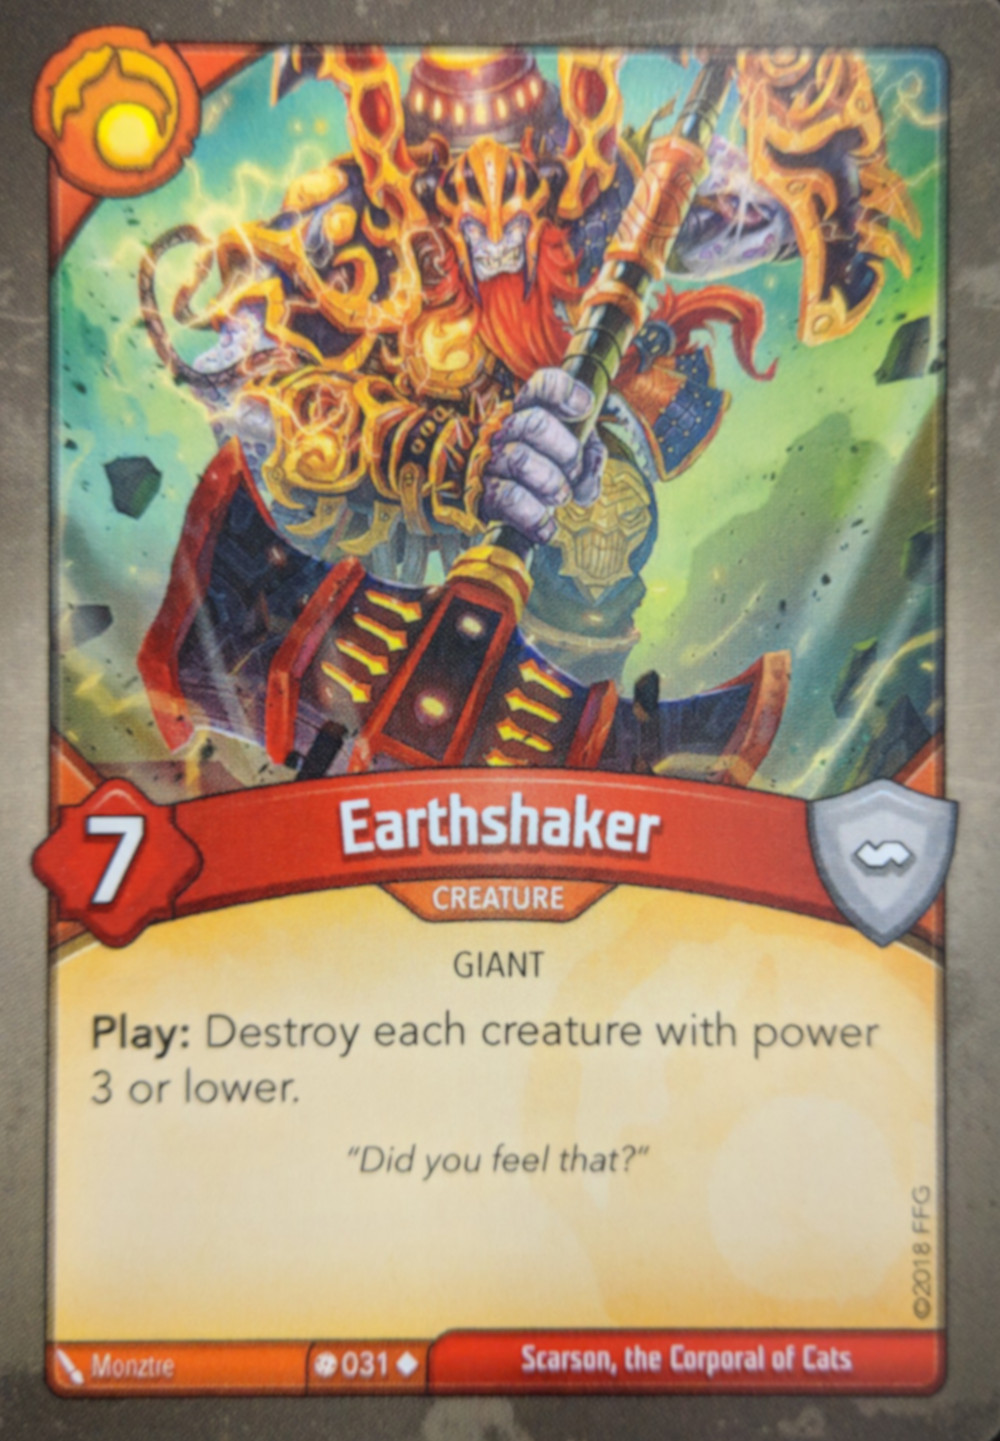 7
Earthshaker
CREATURE
GIANT
Play: Destroy each creature with power
3 or lower.
"Did you feel that?"
©2018 FFG
Monztre
#031
Scarson, the Corporal of Cats